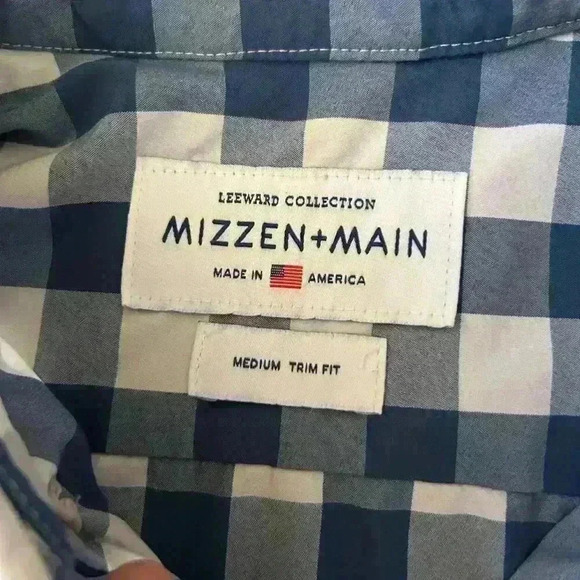 LEEWARD COLLECTION
MIZZEN+MAIN
MADE IN AMERICA
MEDIUM TRIM FIT